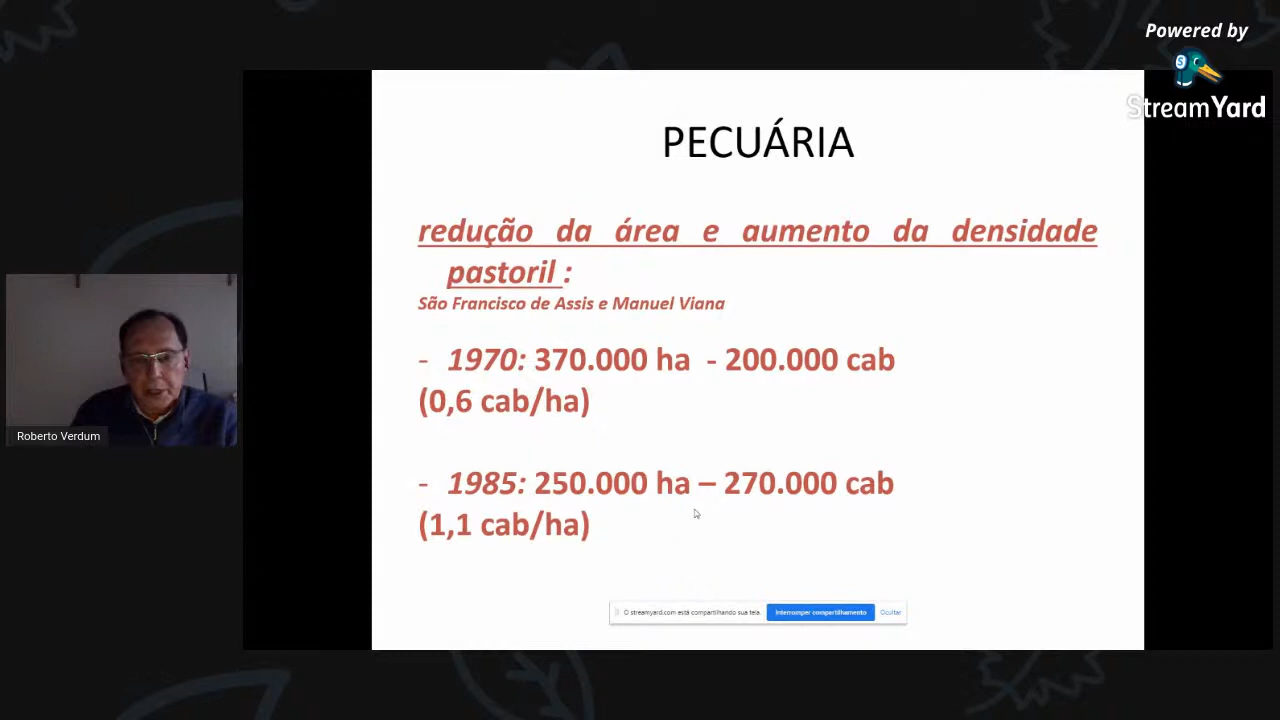 Powered by
StreamYard
PECUÁRIA
redução da área e aumento da densidade
pastoril :
São Francisco de Assis e Manuel Viana
- 1970: 370.000 ha - 200.000 cab
(0,6 cab/ha)
- 1985: 250.000 ha – 270.000 cab
(1,1 cab/ha)
Roberto Verdum
O streamyard.com está compartilhando sua tela. Interromper compartilhamento Ocultar